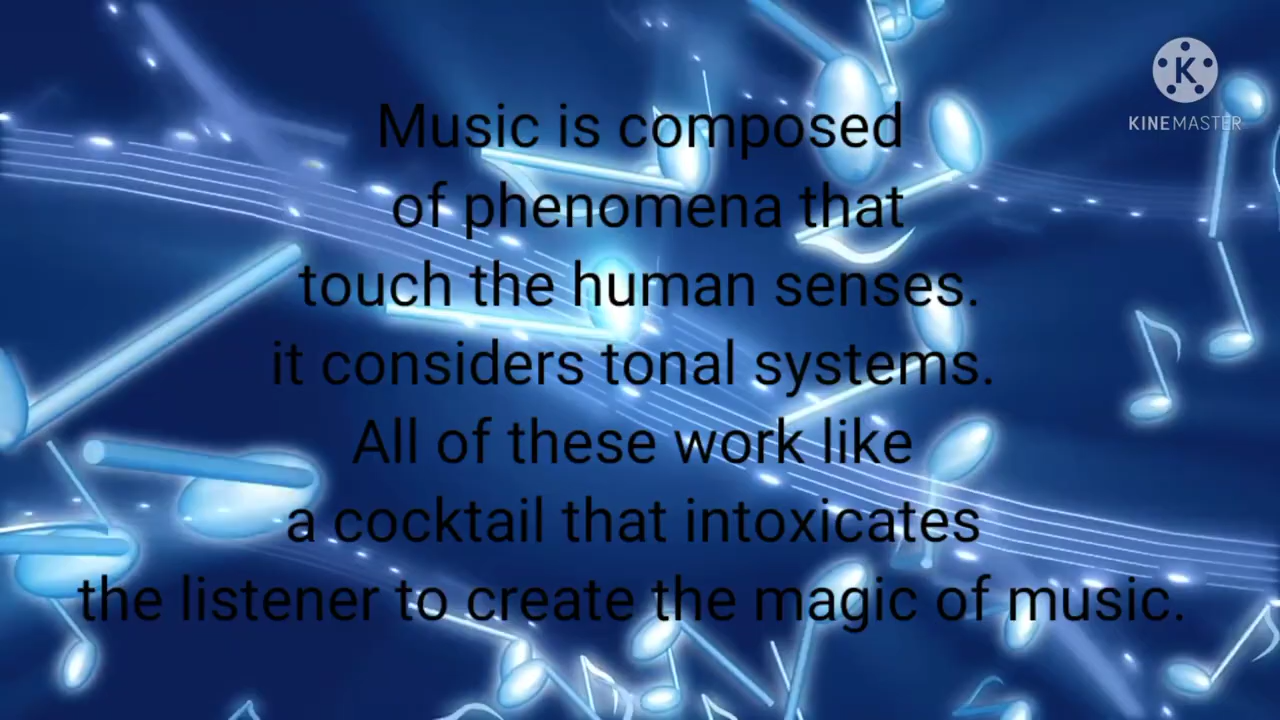 K
KINEMASTER
Music is composed
of phenomena that
touch the human senses.
it considers tonal systems.
All of these work like
a cocktail that intoxicates
the listener to create the magic of music.